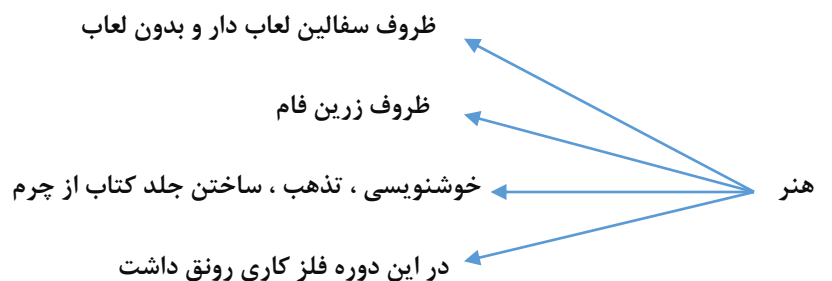 ظروف سفالین لعاب دار و بدون لعاب
ظروف زرین فام
هنر
خوشنویسی ، تذهب ، ساختن جلد کتاب از چرم
در این دوره فلز کاری رونق داشت